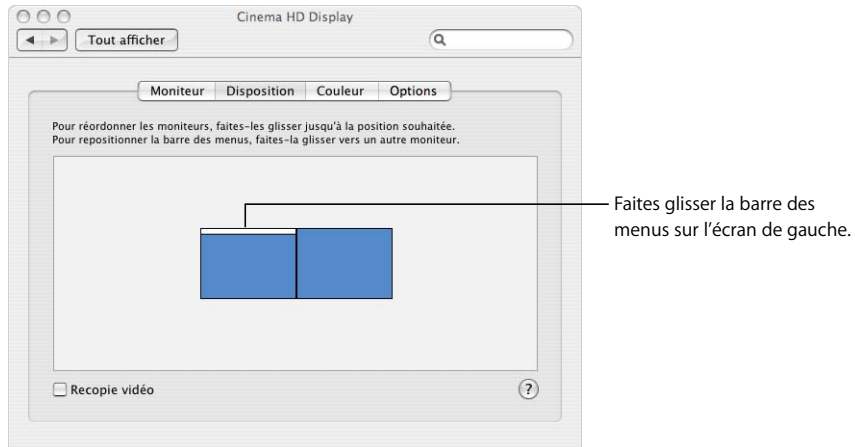 Cinema HD Display
Tout afficher
Moniteur Disposition Couleur Options
Pour réordonner les moniteurs, faites-les glisser jusqu'à la position souhaitée.
Pour repositionner la barre des menus, faites-la glisser vers un autre moniteur.
Faites glisser la barre des
menus sur l’écran de gauche.
Recopie vidéo
?